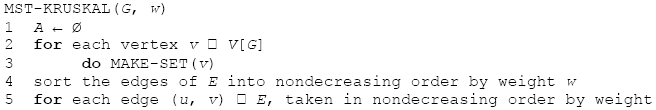 MST-KRUSKAL(G, w)
1 A ← Ø
2 for each vertex v □ V[G]
3 do MAKE-SET(v)
4 sort the edges of E into nondecreasing order by weight w
5 for each edge (u, v) □ E, taken in nondecreasing order by weight